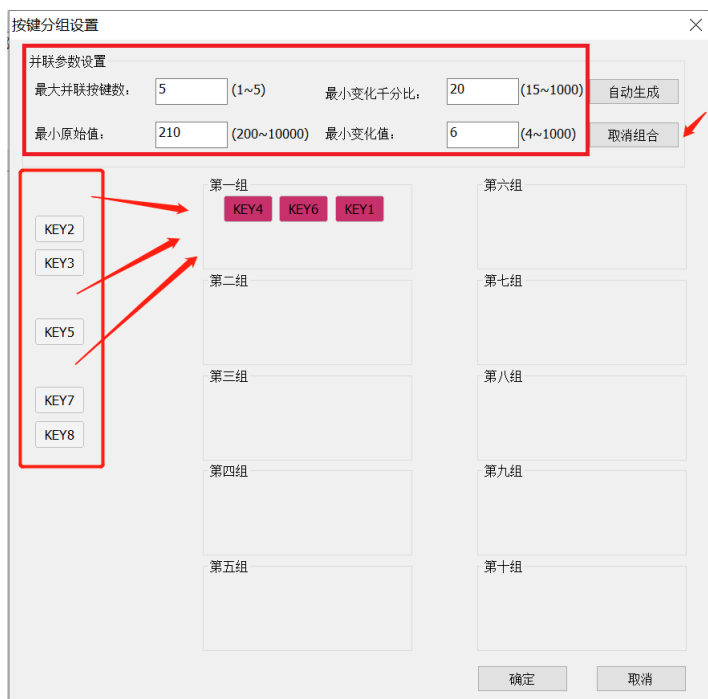 按键分组设置
并联参数设置
最大并联按键数: 5 (1~5) 最小变化千分比: 20 (15~1000) 自动生成
最小原始值: 210 (200~10000) 最小变化值: 6 (4~1000) 取消组合
第一组 第六组
KEY4 KEY6 KEY1
KEY2
KEY3
第二组 第七组
KEY5
第三组 第八组
KEY7
KEY8
第四组 第九组
第五组 第十组
确定 取消